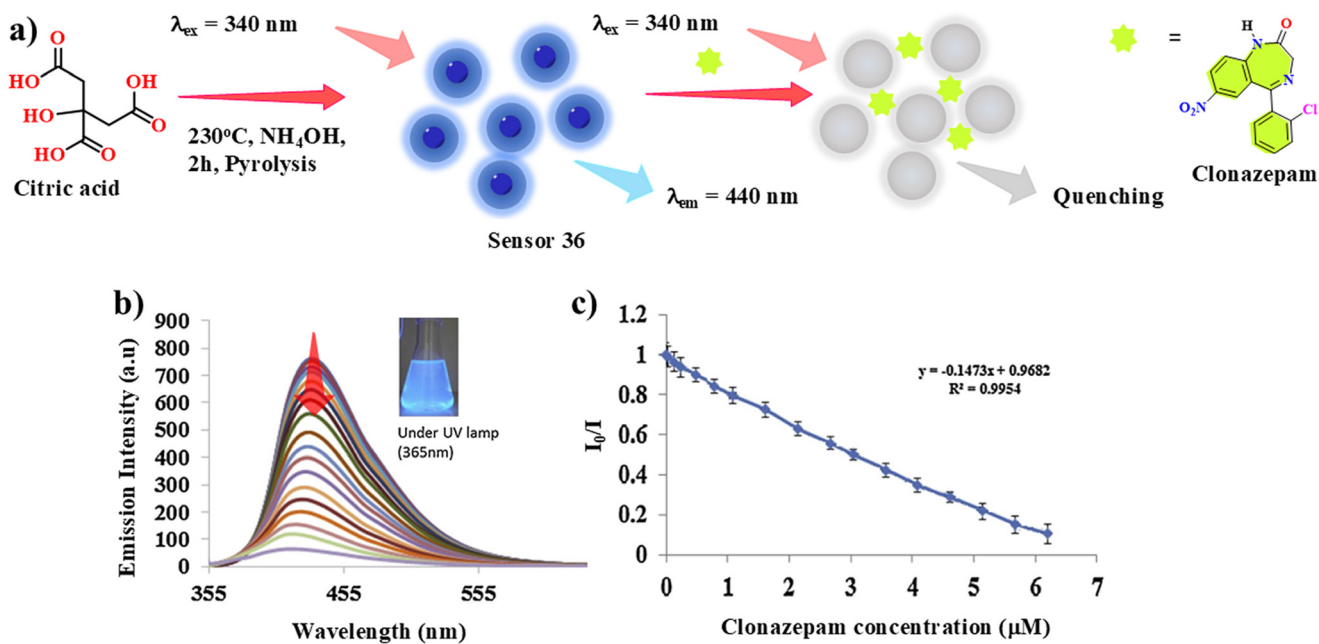 a)
λex = 340 nm
λex = 340 nm
=
H
N
O
N
O2N
Cl
Clonazepam
O
HO
OH
HO
O
HO
O
OH
Citric acid
230°C, NH4OH,
2h, Pyrolysis
λem = 440 nm
Quenching
Sensor 36
b)
Emission Intensity (a.u)
900
800
700
600
500
400
300
200
100
0
355
455
555
Wavelength (nm)
Under UV lamp
(365nm)
c)
I0/I
1.2
1
0.8
0.6
0.4
0.2
0
y = -0.1473x + 0.9682
R² = 0.9954
0
1
2
3
4
5
6
7
Clonazepam concentration (µM)